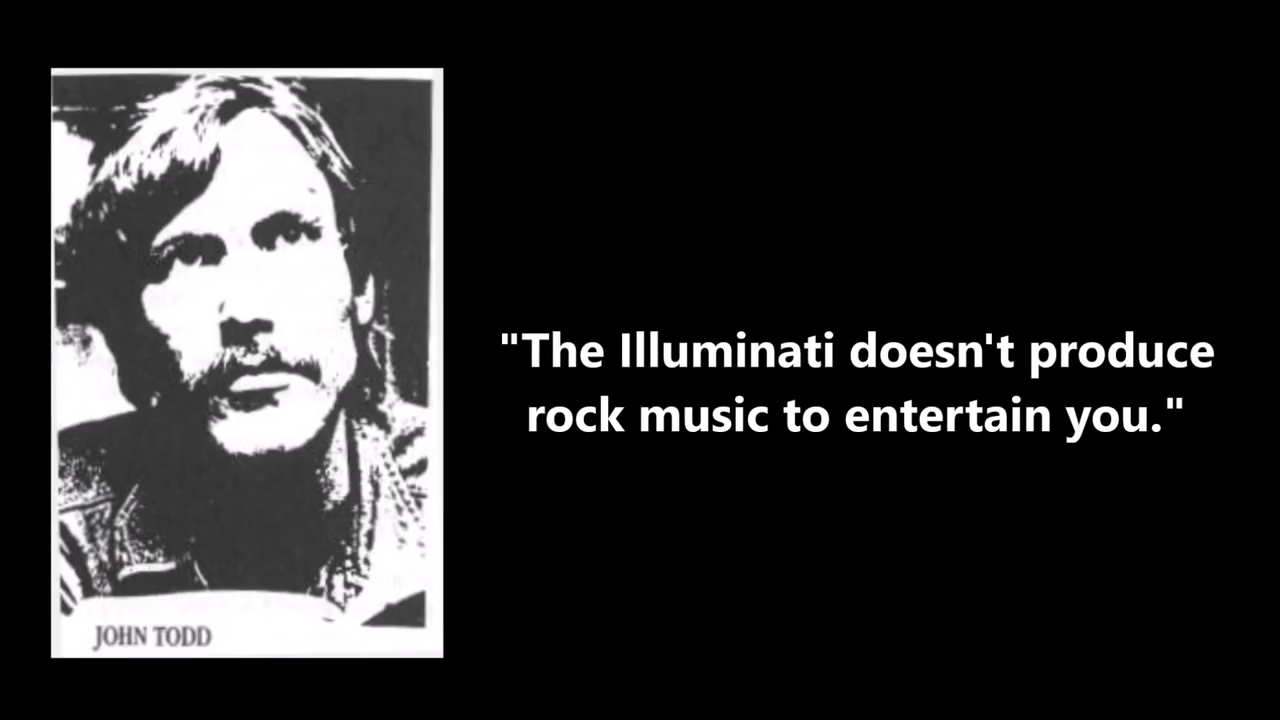 "The Illuminati doesn't produce
rock music to entertain you."
JOHN TODD